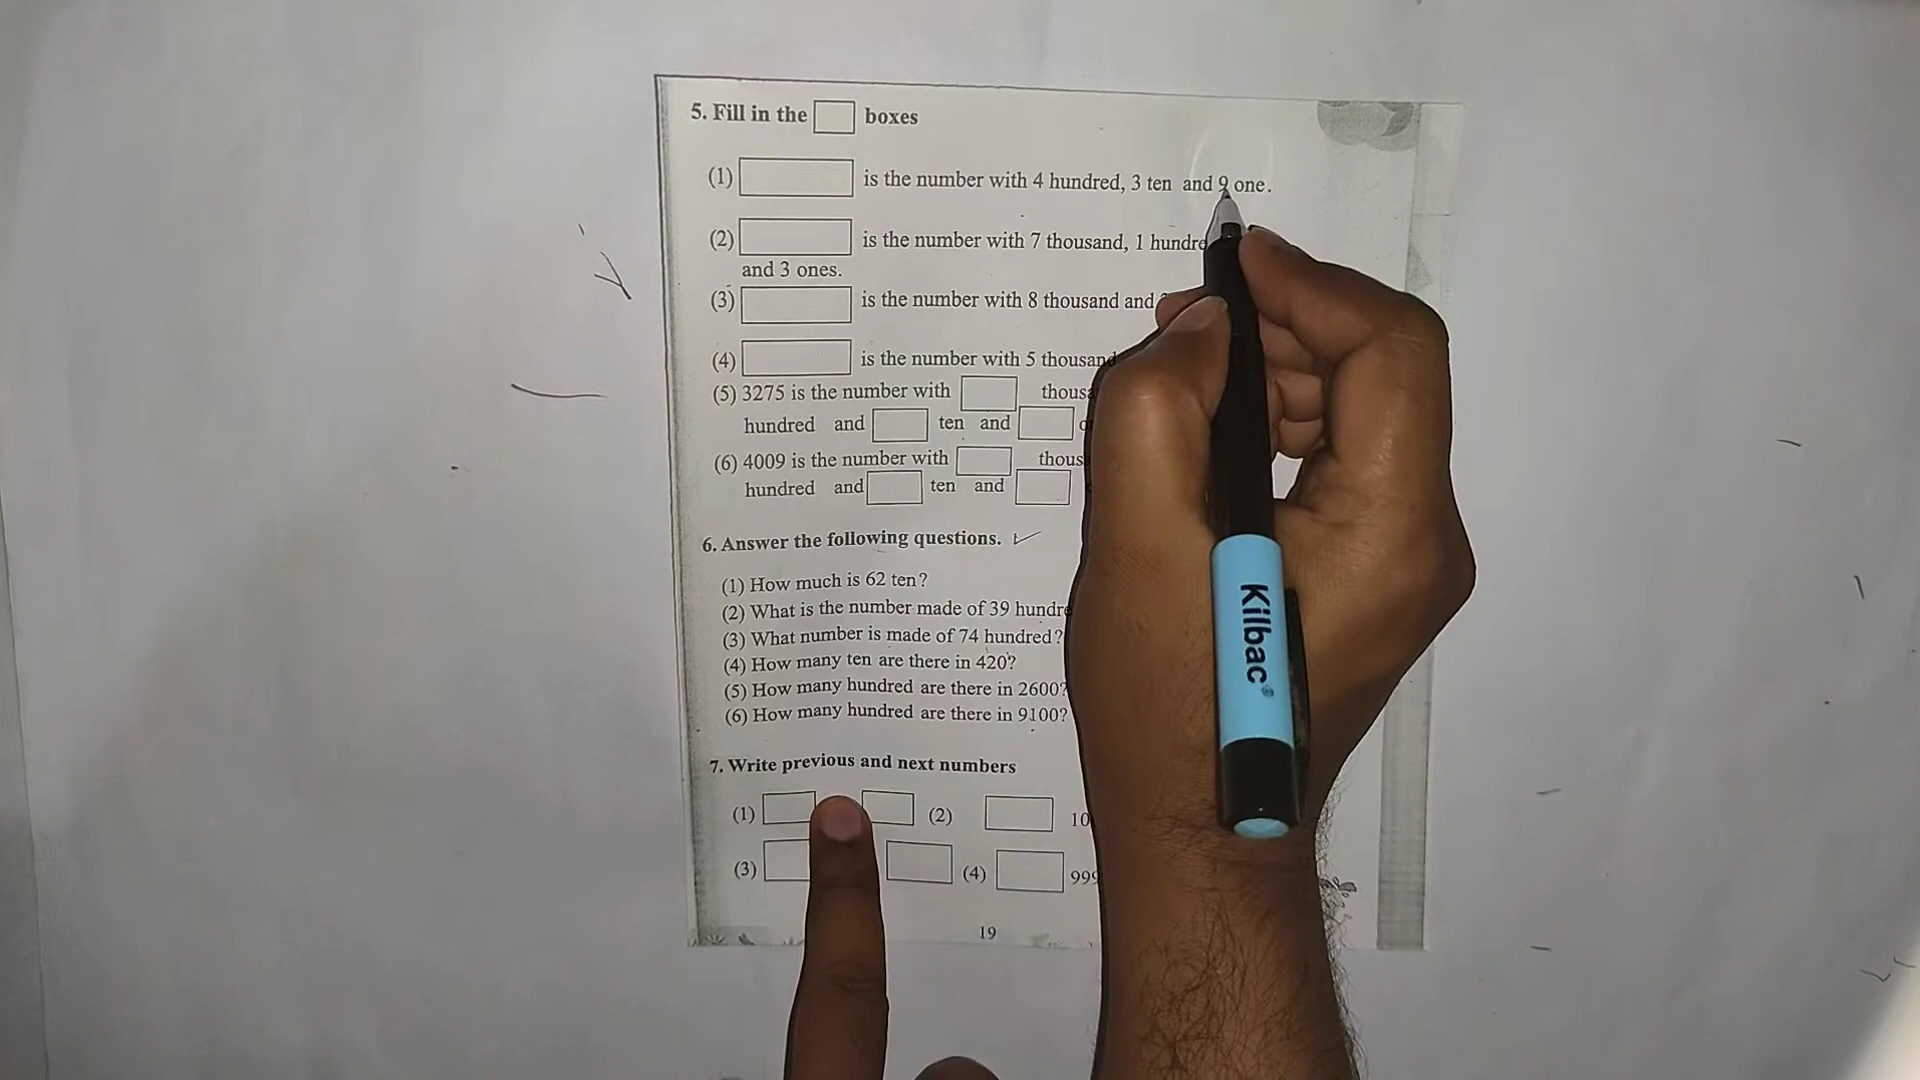 5. Fill in the boxes
(1) is the number with 4 hundred, 3 ten and 9 one.
(2) is the number with 7 thousand, 1 hundre
and 3 ones.
(3) is the number with 8 thousand and
(4) is the number with 5 thousand
(5) 3275 is the number with thousa
hundred and ten and
(6) 4009 is the number with thous
hundred and ten and
6. Answer the following questions.
(1) How much is 62 ten?
(2) What is the number made of 39 hundre
(3) What number is made of 74 hundred?
(4) How many ten are there in 420?
(5) How many hundred are there in 2600?
(6) How many hundred are there in 9100?
7. Write previous and next numbers
(1) (2) 10
(3) (4) 999
19
Kilbac®